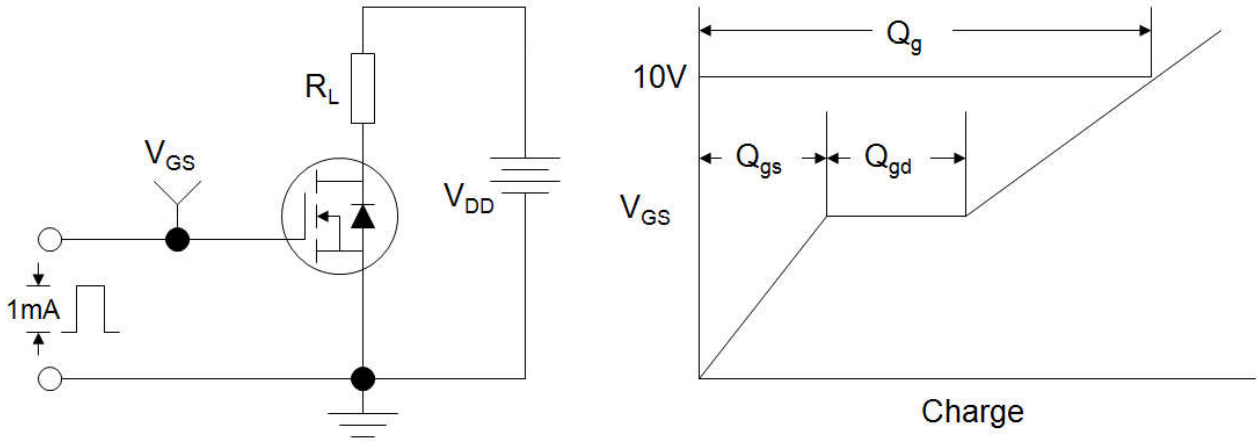 R_L
V_GS
V_DD
1mA
Q_g
10V
Q_gs
Q_gd
V_GS
Charge